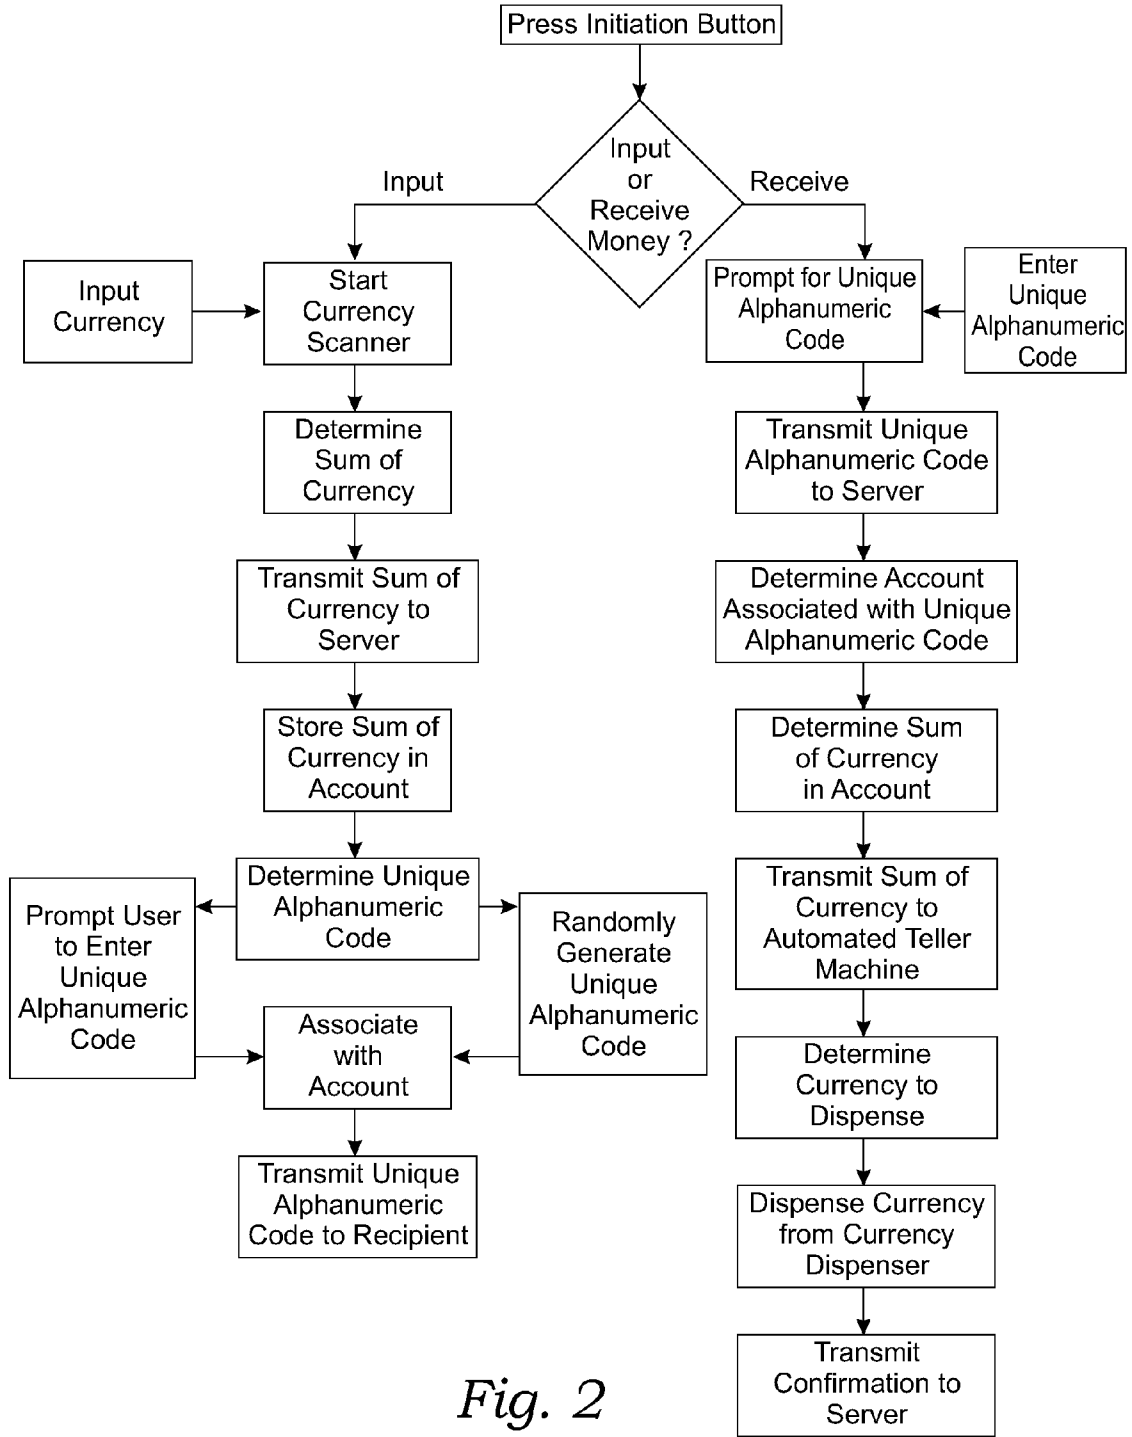 Press Initiation Button
Input
or
Receive
Money ?
Input
Receive
Input
Currency
Start
Currency
Scanner
Prompt for Unique
Alphanumeric
Code
Enter
Unique
Alphanumeric
Code
Determine
Sum of
Currency
Transmit Unique
Alphanumeric Code
to Server
Transmit Sum of
Currency to
Server
Determine Account
Associated with Unique
Alphanumeric Code
Store Sum of
Currency in
Account
Determine Sum
of Currency
in Account
Determine Unique
Alphanumeric
Code
Prompt User
to Enter
Unique
Alphanumeric
Code
Randomly
Generate
Unique
Alphanumeric
Code
Transmit Sum of
Currency to
Automated Teller
Machine
Associate
with
Account
Determine
Currency to
Dispense
Transmit Unique
Alphanumeric
Code to Recipient
Dispense Currency
from Currency
Dispenser
Transmit
Confirmation to
Server
Fig. 2